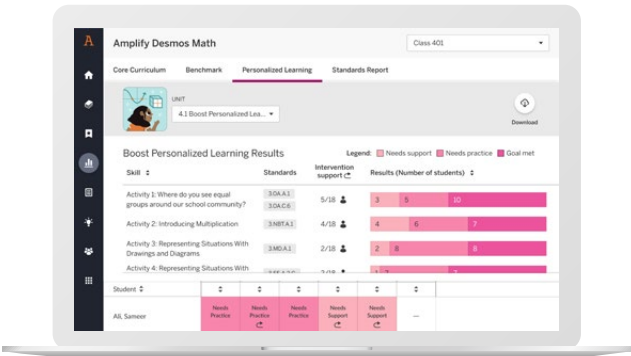 A
Amplify Desmos Math
Class 401
Core Curriculum Benchmark Personalized Learning Standards Report
UNIT
4.1 Boost Personalized Lea...
Download
Boost Personalized Learning Results
Legend: Needs support Needs practice Goal met
Skill Standards Intervention support Results (Number of students)
Activity 1: Where do you see equal groups around our school community?
3.OA.A.1
3.OA.C.6
5/18
3 5 10
Activity 2: Introducing Multiplication
3.NBT.A.1
4/18
4 6 7
Activity 3: Representing Situations With Drawings and Diagrams
3.MD.A.1
2/18
2 8 8
Activity 4: Representing Situations With
Student
Ali, Sameer
Needs Practice
Needs Practice
Needs Practice
Needs Support
Needs Support
—